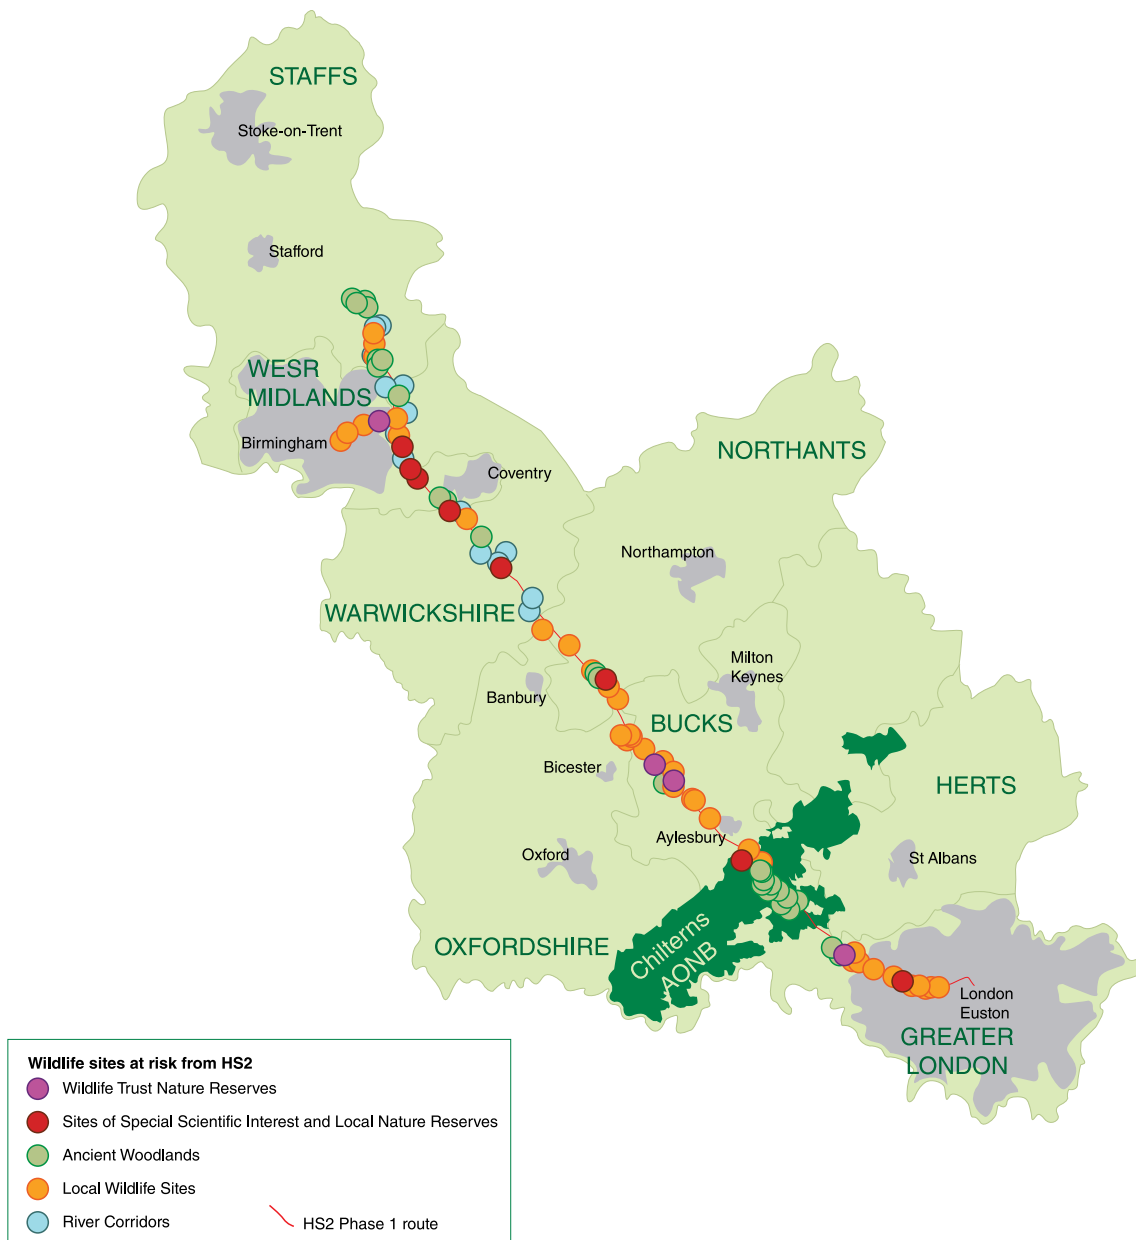 STAFFS
Stoke-on-Trent
Stafford
WESR
MIDLANDS
Birmingham
Coventry
NORTHANTS
Northampton
WARWICKSHIRE
Milton
Keynes
Banbury
BUCKS
Bicester
HERTS
Aylesbury
Oxford
St Albans
OXFORDSHIRE
Chilterns
AONB
London
Euston
GREATER
LONDON
Wildlife sites at risk from HS2
Wildlife Trust Nature Reserves
Sites of Special Scientific Interest and Local Nature Reserves
Ancient Woodlands
Local Wildlife Sites
River Corridors
HS2 Phase 1 route